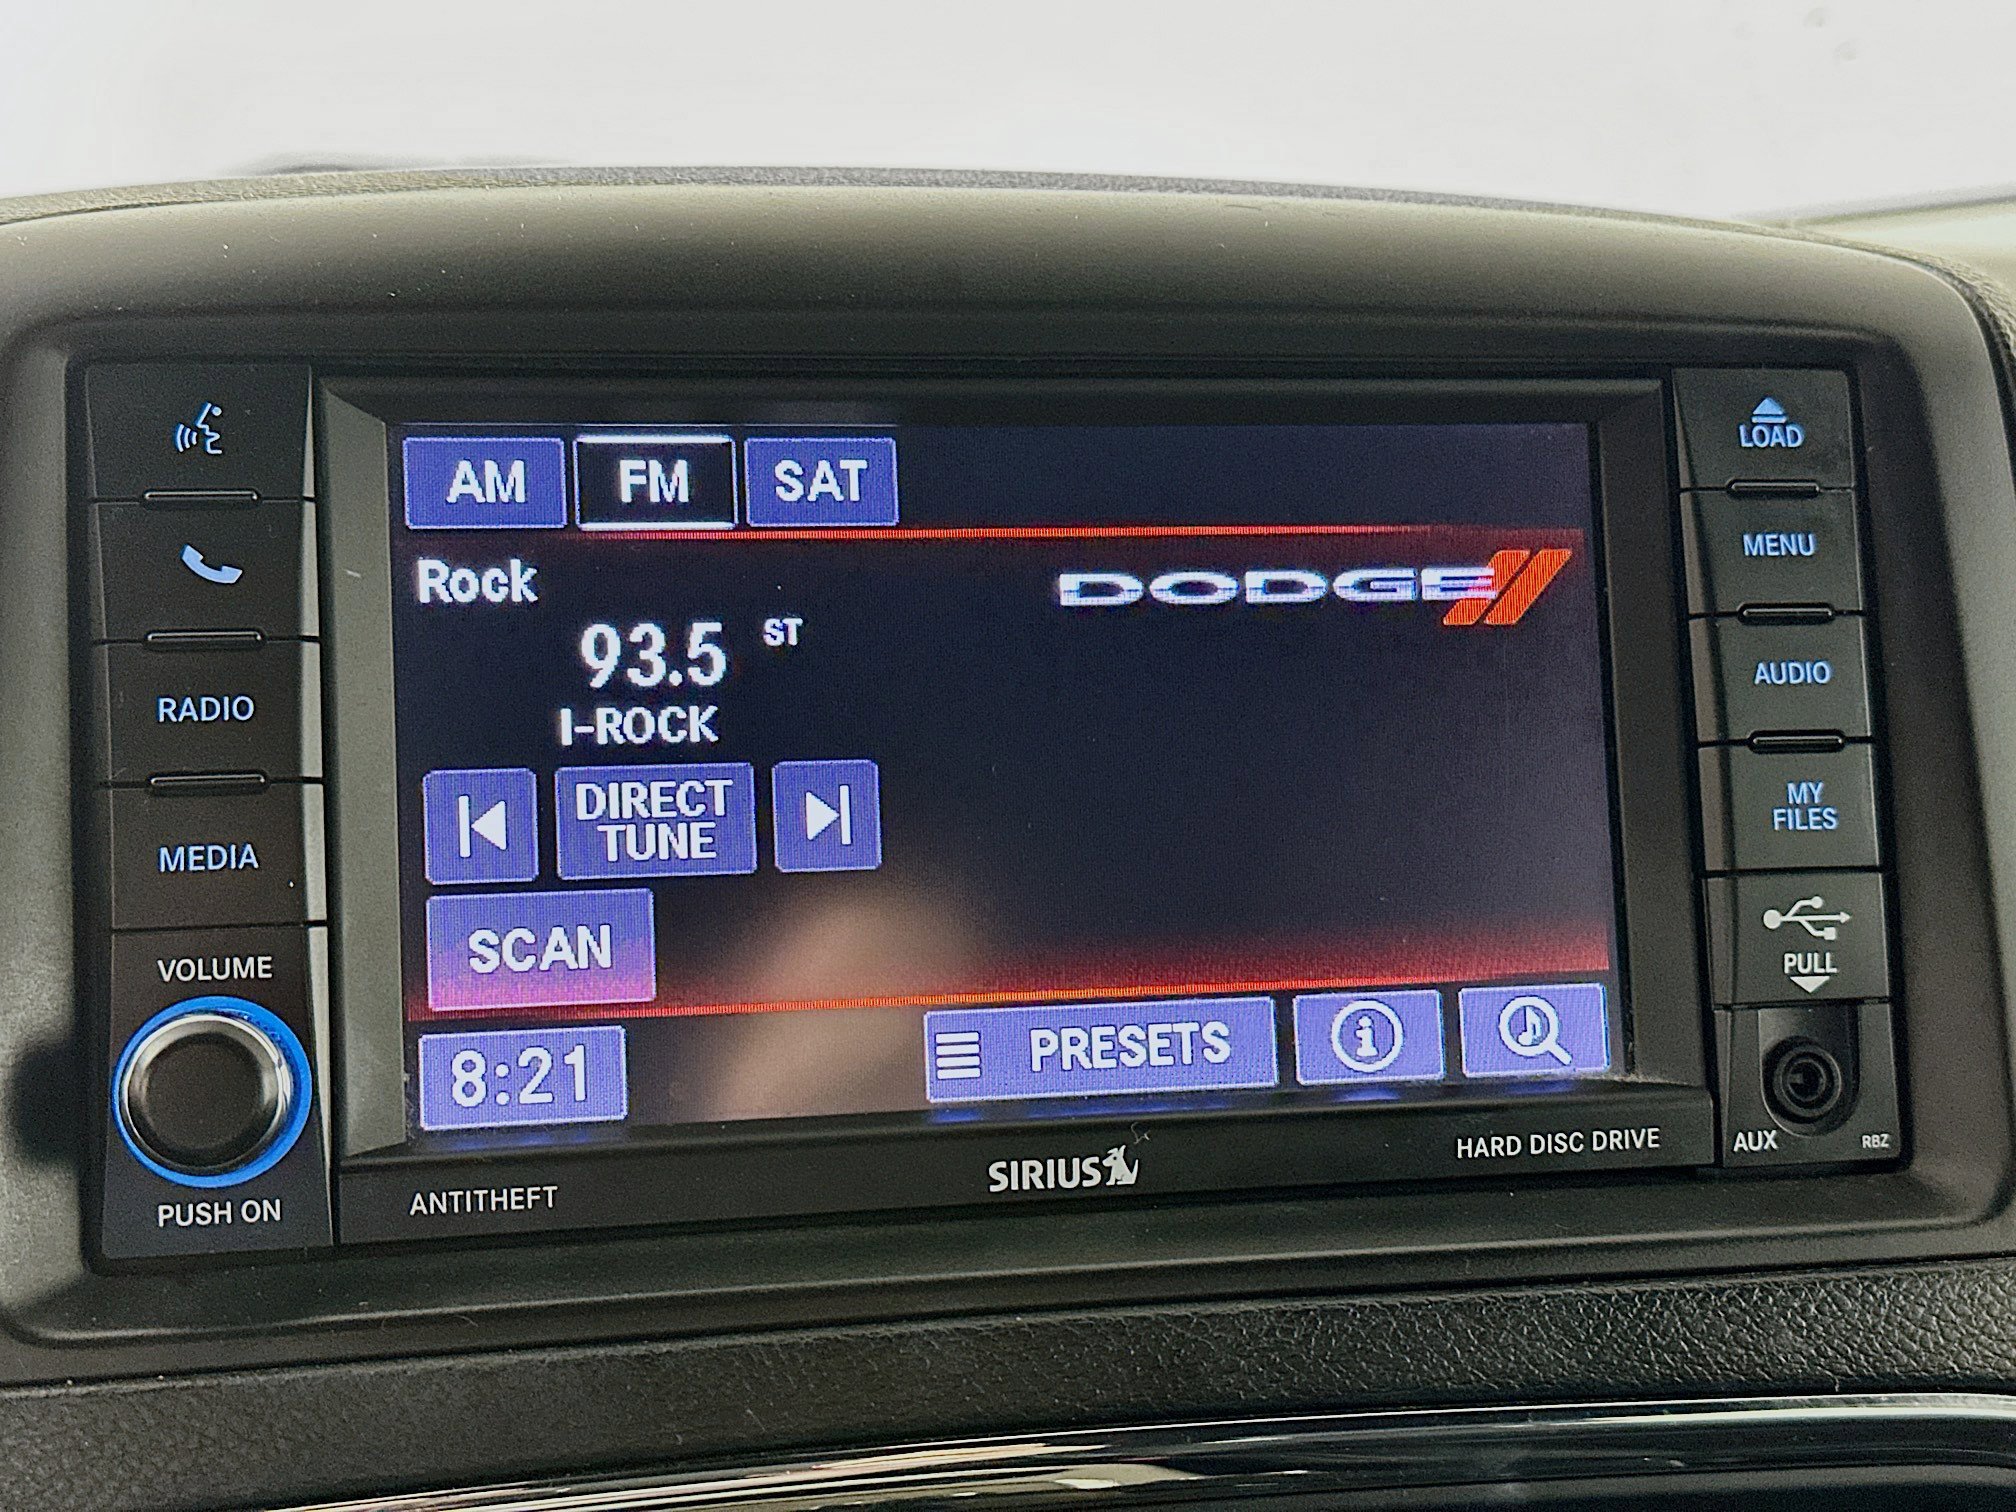 AM FM SAT
Rock
DODGE
93.5 ST
I-ROCK
DIRECT
TUNE
SCAN
8:21
PRESETS
i
RADIO
MEDIA
VOLUME
PUSH ON
LOAD
MENU
AUDIO
MY
FILES
PULL
AUX
RBZ
ANTITHEFT
SIRIUS
HARD DISC DRIVE